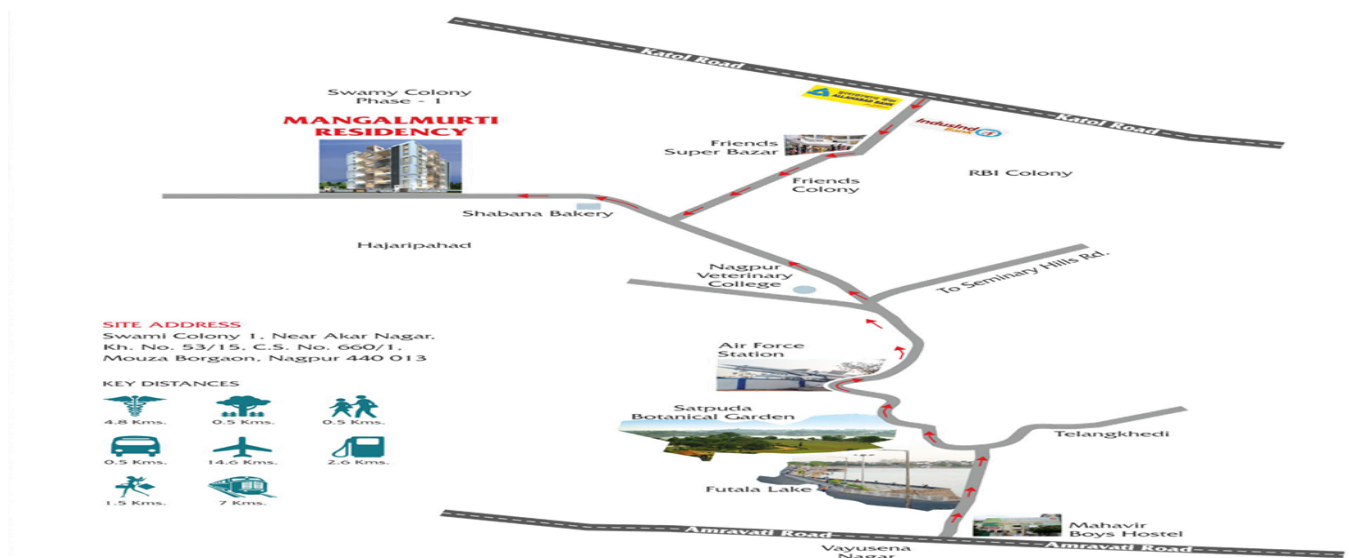 Katol Road
Swamy Colony
Phase - 1
MANGALMURTI
RESIDENCY
ALLAHABAD BANK
IndusInd
Bank
Katol Road
Friends
Super Bazar
Friends
Colony
RBI Colony
Shabana Bakery
Hajaripahad
Nagpur
Veterinary
College
To Seminary Hills Rd.
SITE ADDRESS
Swami Colony 1, Near Akar Nagar,
Kh. No. 53/15, C.S. No. 660/1,
Mouza Borgaon, Nagpur 440 013
Air Force
Station
KEY DISTANCES
4.8 Kms.
0.5 Kms.
0.5 Kms.
0.5 Kms.
14.6 Kms.
2.6 Kms.
1.5 Kms.
7 Kms.
Satpuda
Botanical Garden
Telangkhedi
Futala Lake
Amravati Road
Mahavir
Boys Hostel
Vayusena
Nagar
Amravati Road